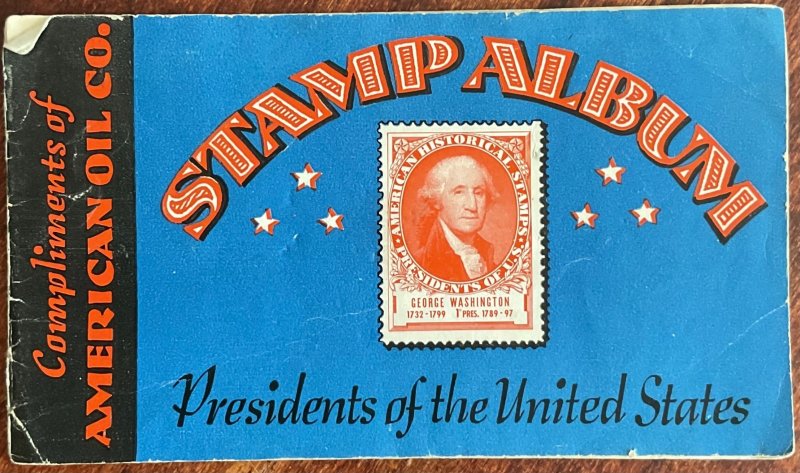 Compliments of
AMERICAN OIL CO.
STAMP ALBUM
AMERICAN HISTORICAL STAMPS
PRESIDENTS OF U.S.
GEORGE WASHINGTON
1732-1799 1ST PRES. 1789-97
Presidents of the United States